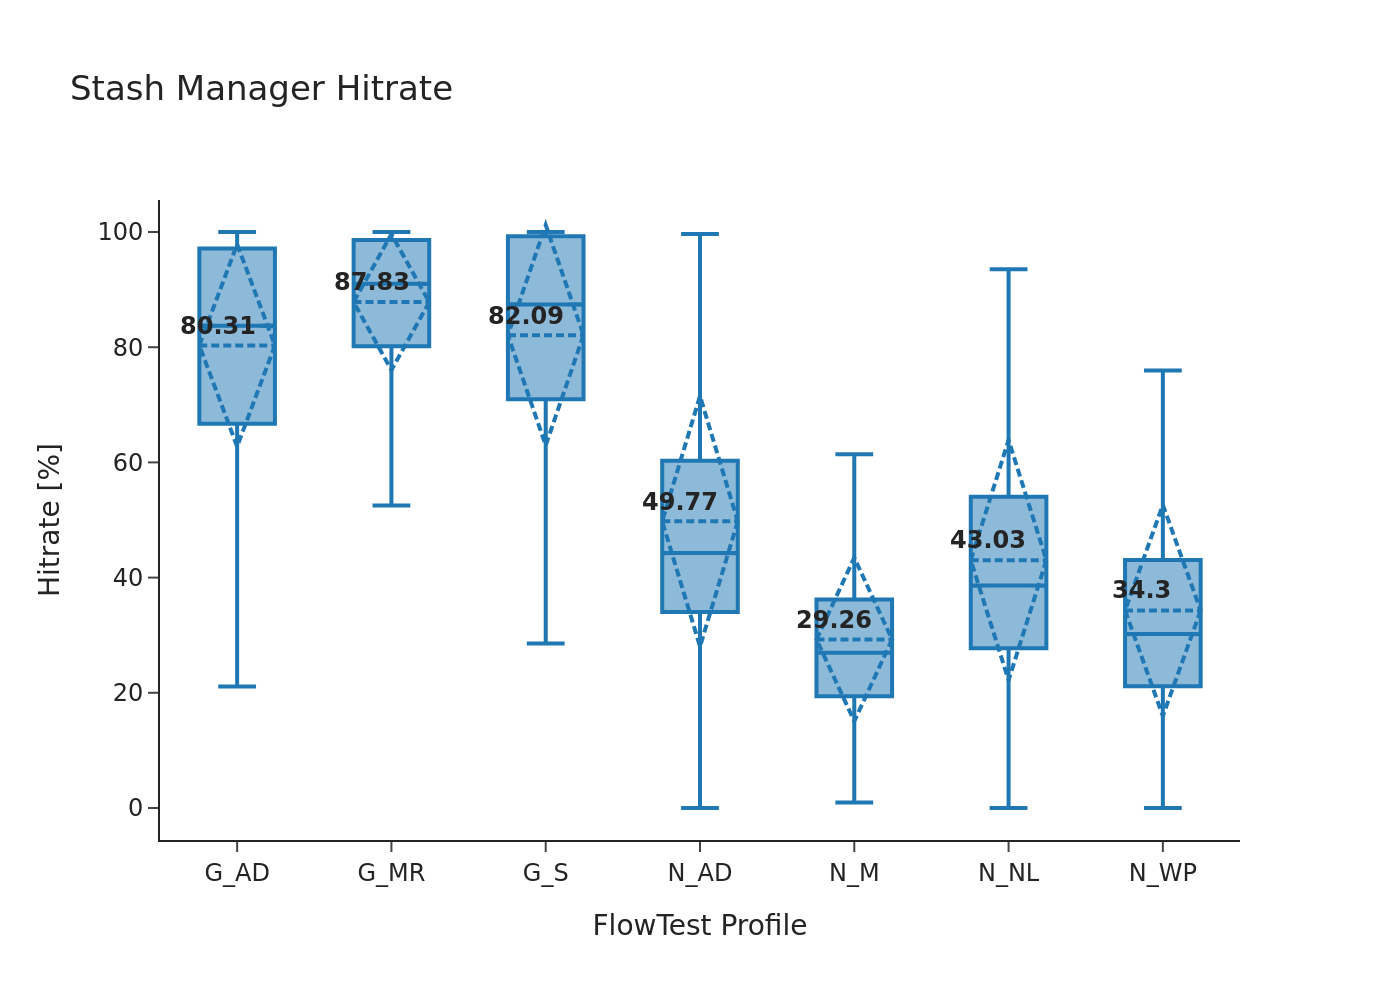 Stash Manager Hitrate
Hitrate [%]
100
80
60
40
20
0
80.31
87.83
82.09
49.77
29.26
43.03
34.3
G_AD
G_MR
G_S
N_AD
N_M
N_NL
N_WP
FlowTest Profile